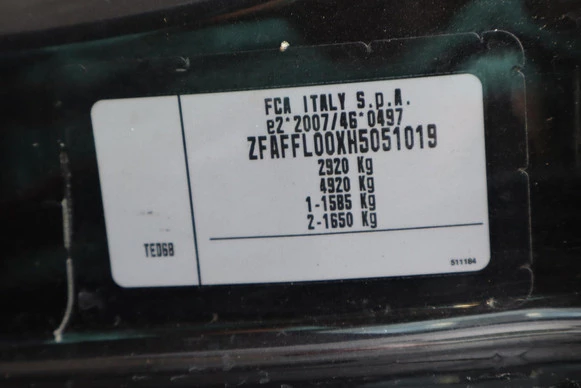 FCA ITALY S.p.A.
e2*2007/46*0497
ZFAFFL00XH5051019
2920 Kg
4920 Kg
1-1585 Kg
2-1650 Kg
TED6B
511184